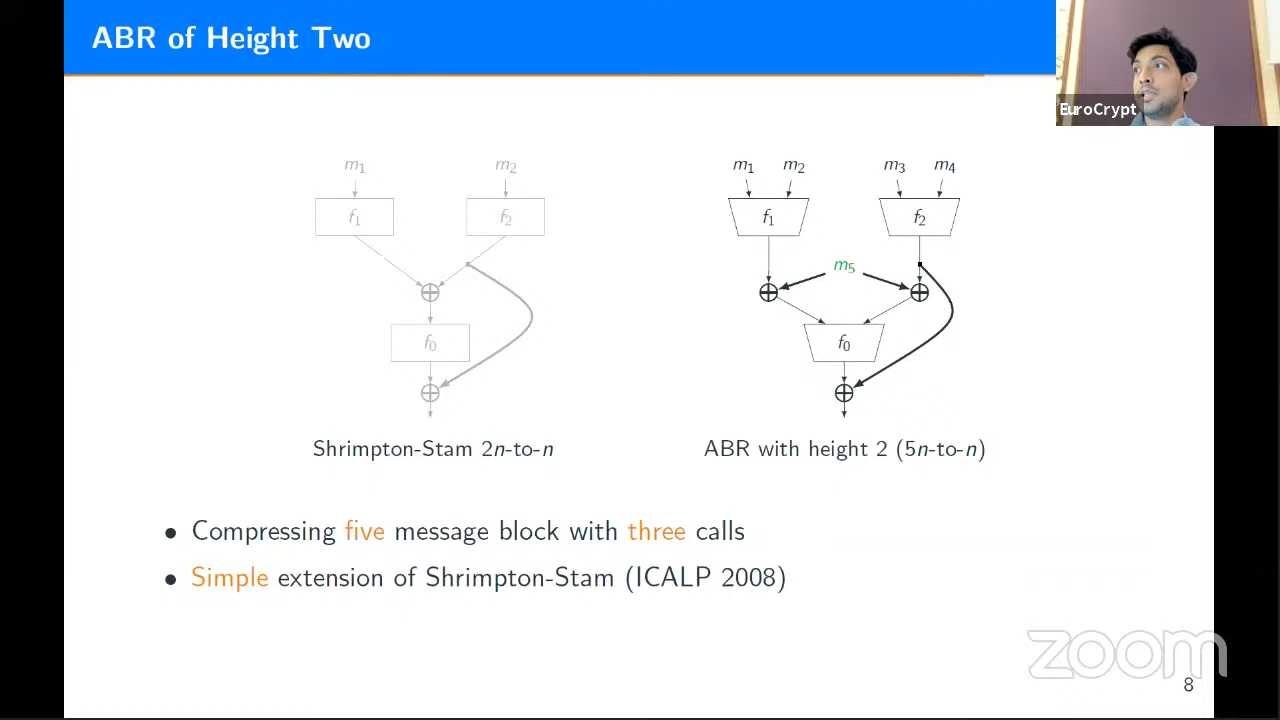 ABR of Height Two
EuroCrypt
m1 m2
f1 f2
f0
Shrimpton-Stam 2n-to-n
m1 m2 m3 m4
f1 f2
m5
f0
ABR with height 2 (5n-to-n)
• Compressing five message block with three calls
• Simple extension of Shrimpton-Stam (ICALP 2008)
zoom
8